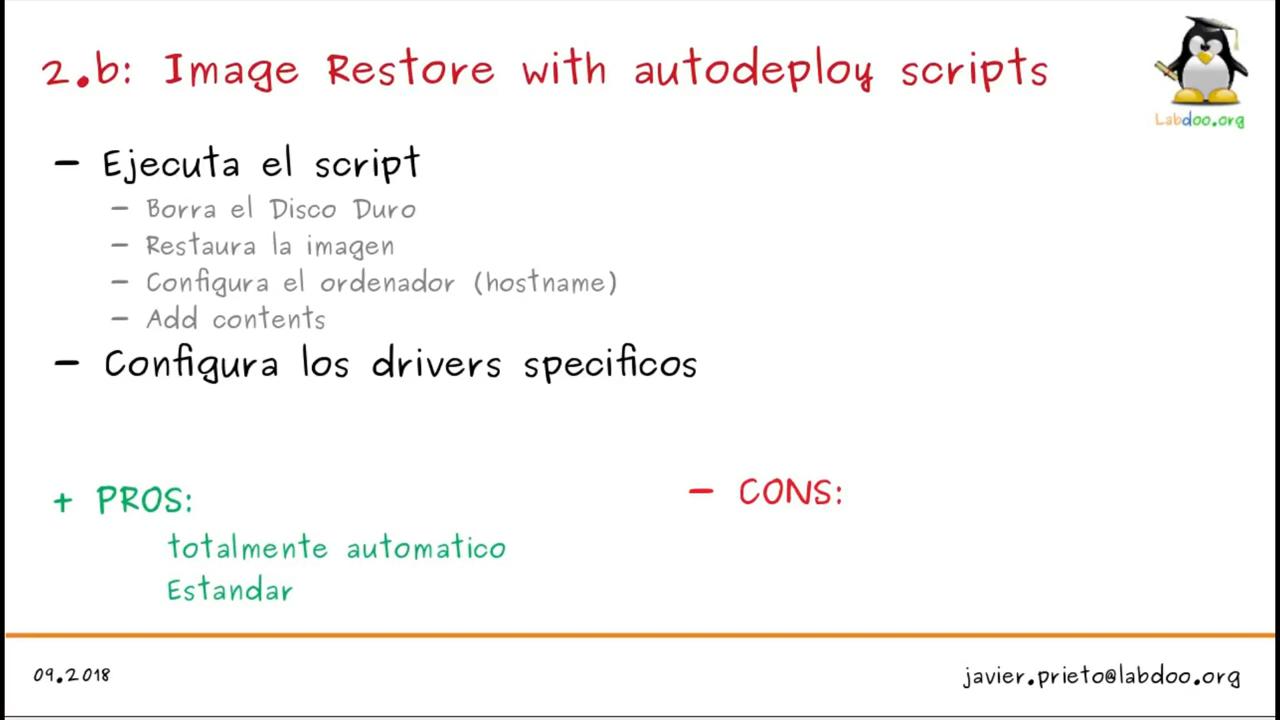 2.b: Image Restore with autodeploy scripts
Labdoo.org
- Ejecuta el script
- Borra el Disco Duro
- Restaura la imagen
- Configura el ordenador (hostname)
- Add contents
- Configura los drivers specificos
+ PROS:
totalmente automatico
Estandar
- CONS:
09.2018
javier.prieto@labdoo.org